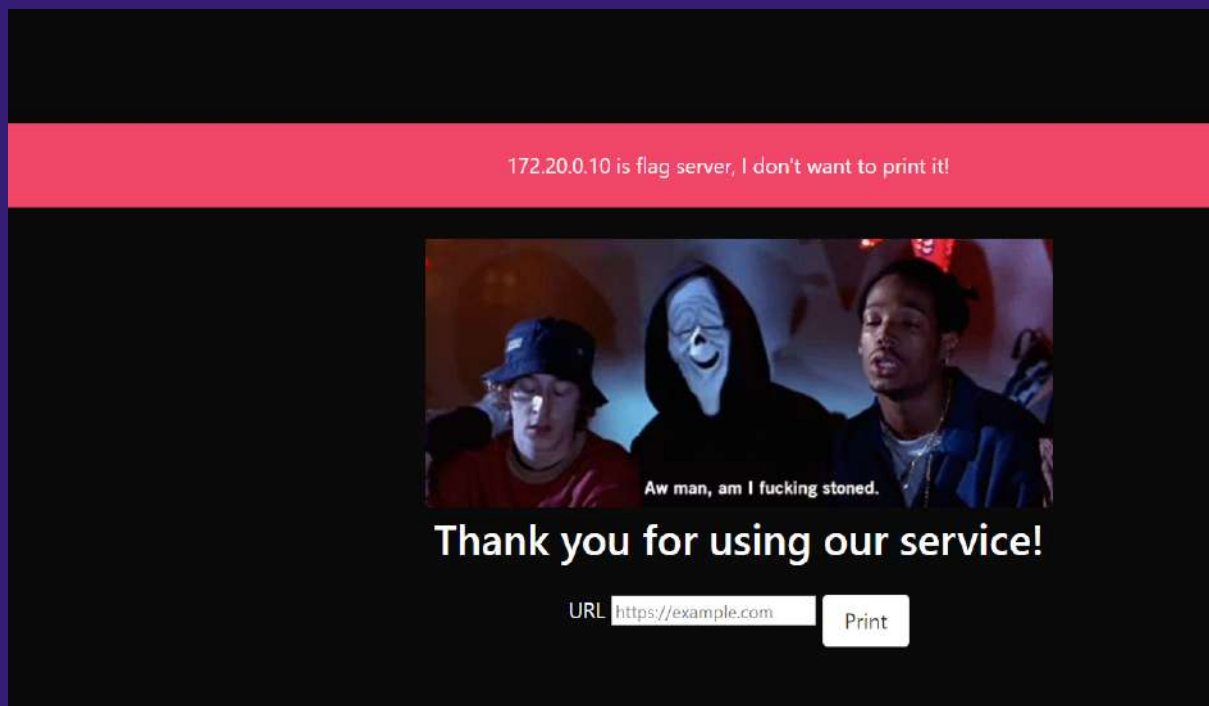 172.20.0.10 is flag server, I don't want to print it!
Aw man, am I fucking stoned.
Thank you for using our service!
URL https://example.com Print